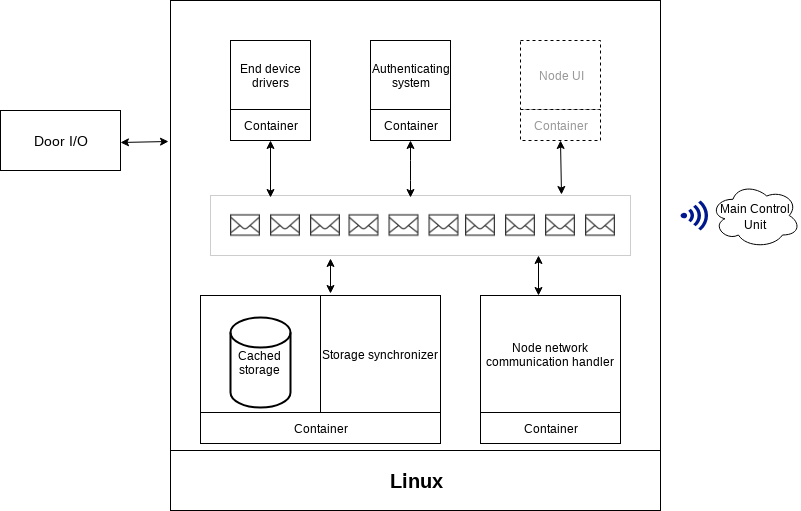 End device
drivers
Container
Authenticating
system
Container
Node UI
Container
Door I/O
Main Control
Unit
Cached
storage
Storage synchronizer
Container
Node network
communication handler
Container
Linux